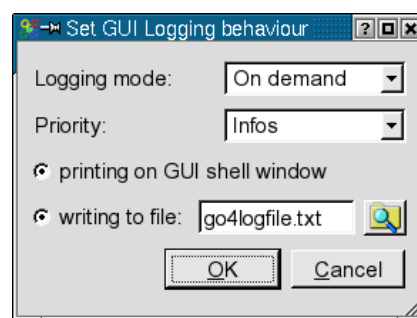 Set GUI Logging behaviour
Logging mode: On demand
Priority: Infos
printing on GUI shell window
writing to file: go4logfile.txt
OK Cancel